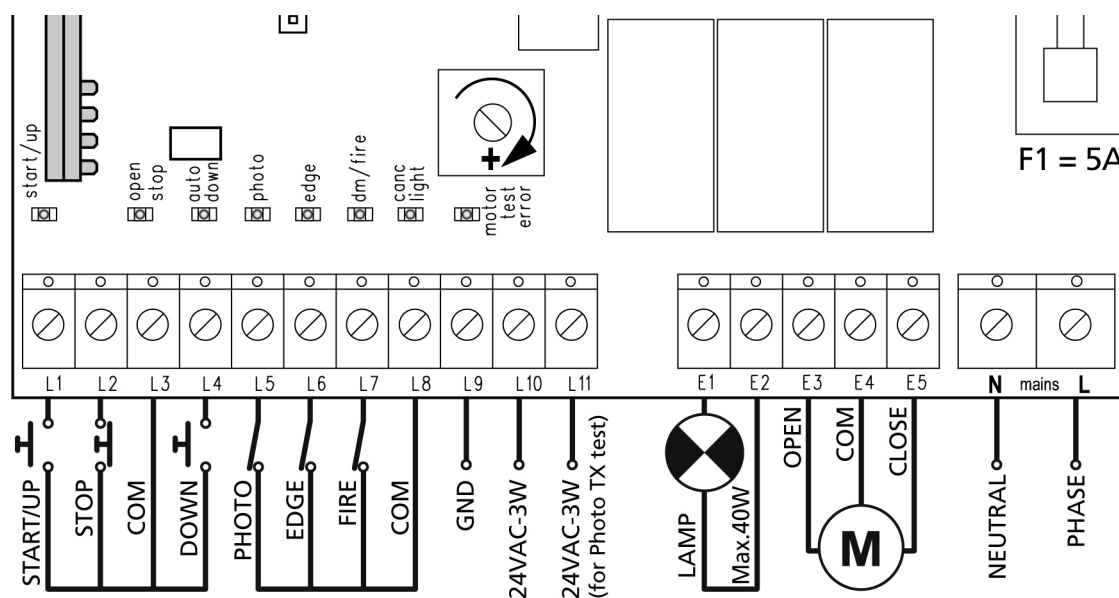 start/up
open
stop
auto
down
photo
edge
dm/fire
canc
light
+
motor
test
error
F1 = 5A
L1 L2 L3 L4 L5 L6 L7 L8 L9 L10 L11
E1 E2 E3 E4 E5
N mains L
START/UP
STOP
COM
DOWN
PHOTO
EDGE
FIRE
COM
GND
24VAC-3W
24VAC-3W
(for Photo TX test)
LAMP
Max.40W
OPEN
COM
CLOSE
M
NEUTRAL
PHASE